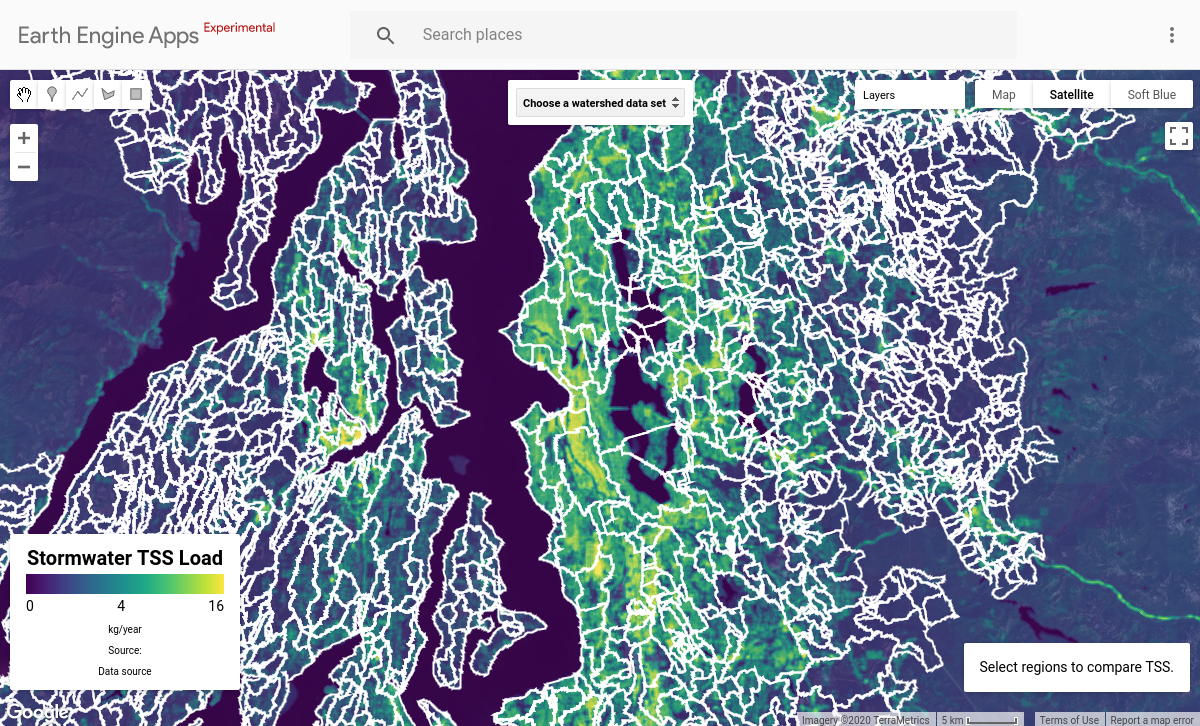 Earth Engine Apps Experimental
Search places
Choose a watershed data set
Layers
Map Satellite Soft Blue
Stormwater TSS Load
0 4 16
kg/year
Source:
Data source
Select regions to compare TSS.
Google
Imagery ©2020 TerraMetrics 5 km Terms of Use Report a map err